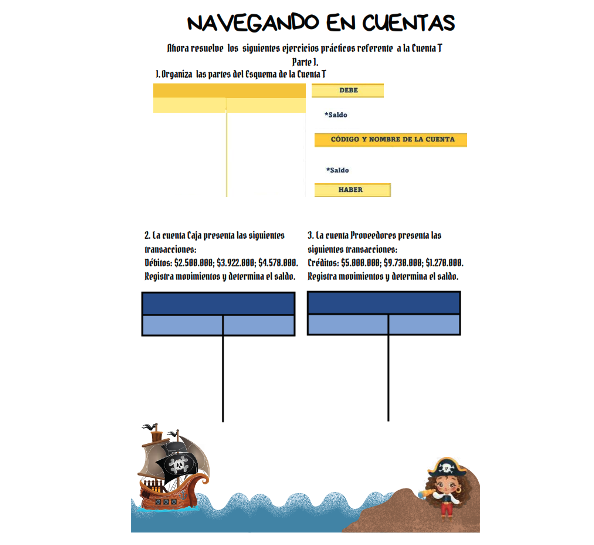 NAVEGANDO EN CUENTAS
Ahora resuelve los siguientes ejercicios prácticos referente a la Cuenta T
Parte 1.
1. Organiza las partes del Esquema de la Cuenta T
DEBE
*Saldo
CÓDIGO Y NOMBRE DE LA CUENTA
*Saldo
HABER
2. La cuenta Caja presenta las siguientes
transacciones:
Débitos: $2.500.000; $3.922.000; $4.578.000.
Registra movimientos y determina el saldo.
3. La cuenta Proveedores presenta las
siguientes transacciones:
Créditos: $5.000.000; $9.730.000; $1.270.000.
Registra movimientos y determina el saldo.